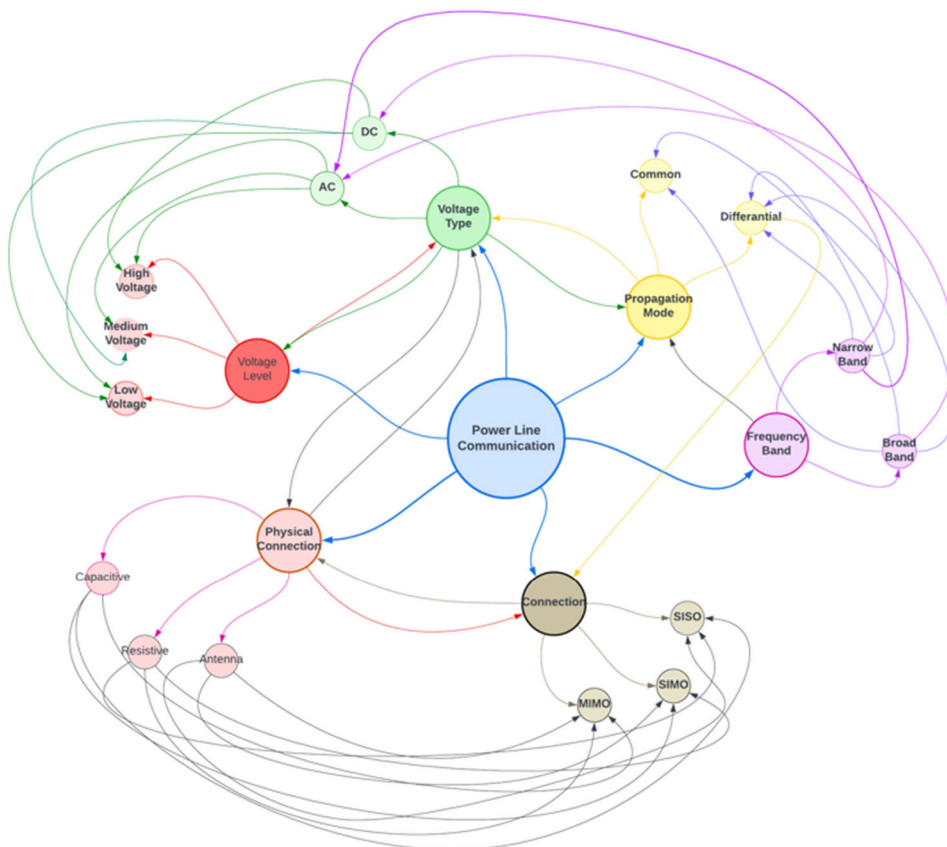 DC
AC
Common
Voltage
Type
Differantial
High
Voltage
Propagation
Mode
Medium
Voltage
Voltage
Level
Narrow
Band
Low
Voltage
Power Line
Communication
Frequency
Band
Broad
Band
Physical
Connection
Capacitive
Connection
SISO
Resistive
Antenna
SIMO
MIMO